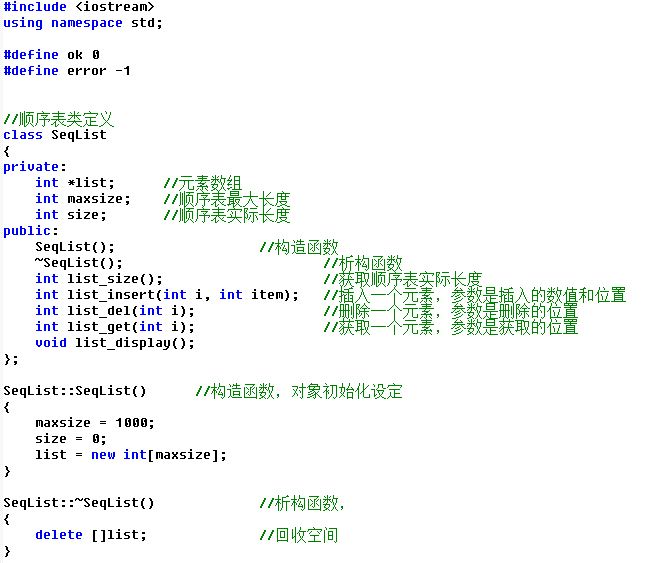 #include <iostream>
using namespace std;
#define ok 0
#define error -1
//顺序表类定义
class SeqList
{
private:
    int *list;      //元素数组
    int maxsize;    //顺序表最大长度
    int size;       //顺序表实际长度
public:
    SeqList();                  //构造函数
    ~SeqList();                         //析构函数
    int list_size();                    //获取顺序表实际长度
    int list_insert(int i, int item);   //插入一个元素，参数是插入的数值和位置
    int list_del(int i);                //删除一个元素，参数是删除的位置
    int list_get(int i);                //获取一个元素，参数是获取的位置
    void list_display();
};
SeqList::SeqList()      //构造函数，对象初始化设定
{
    maxsize = 1000;
    size = 0;
    list = new int[maxsize];
}
SeqList::~SeqList()             //析构函数，
{
    delete []list;              //回收空间
}